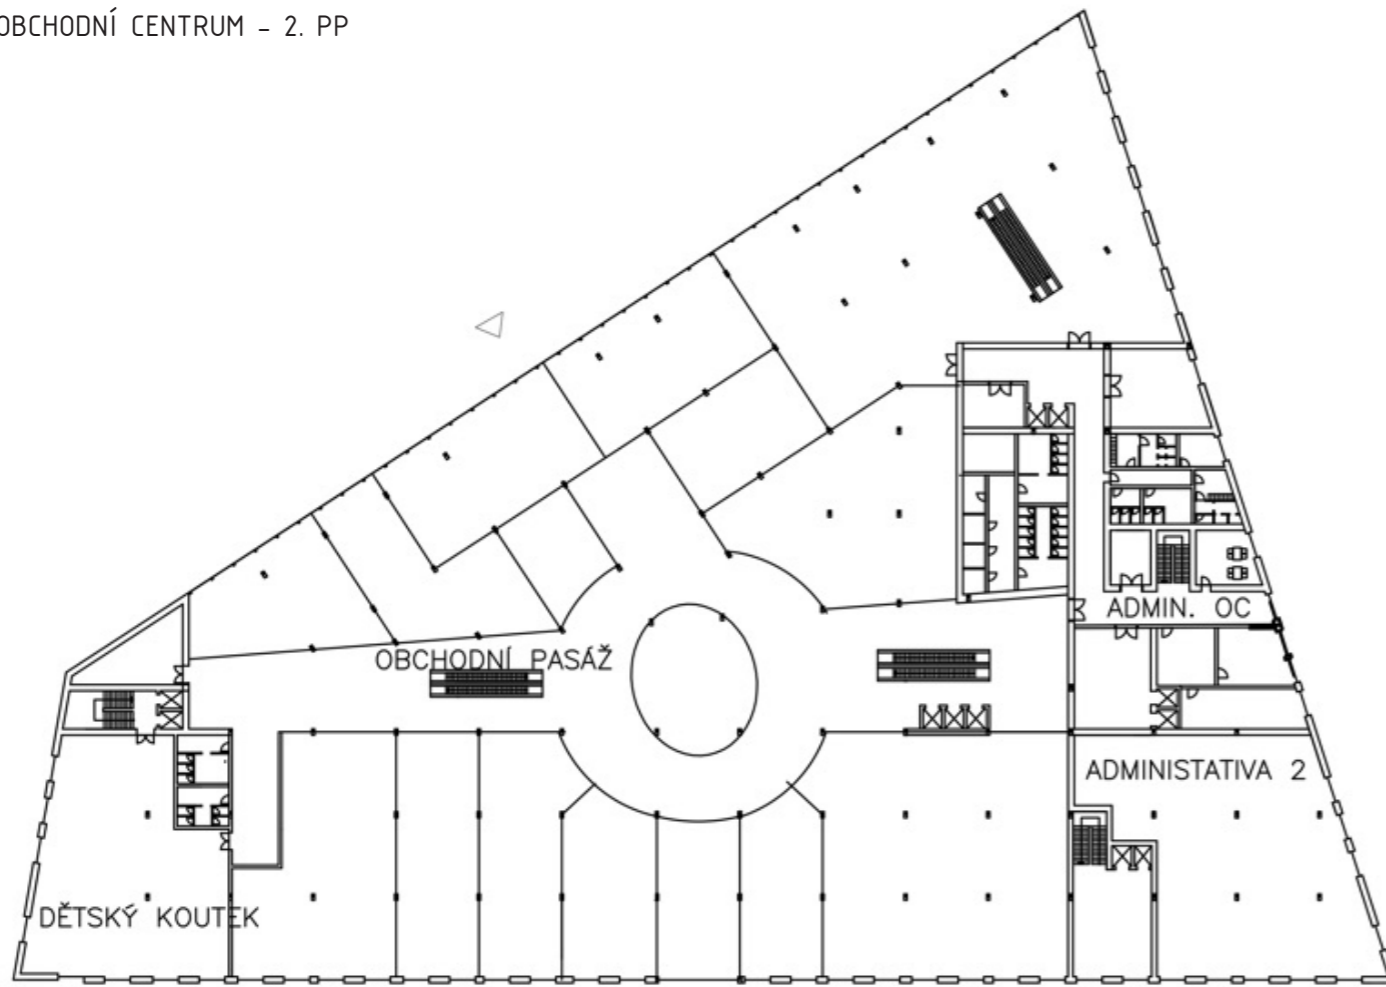 OBCHODNÍ CENTRUM - 2. PP
ADMIN. OC
OBCHODNÍ PASÁŽ
ADMINISTATIVA 2
DĚTSKÝ KOUTEK